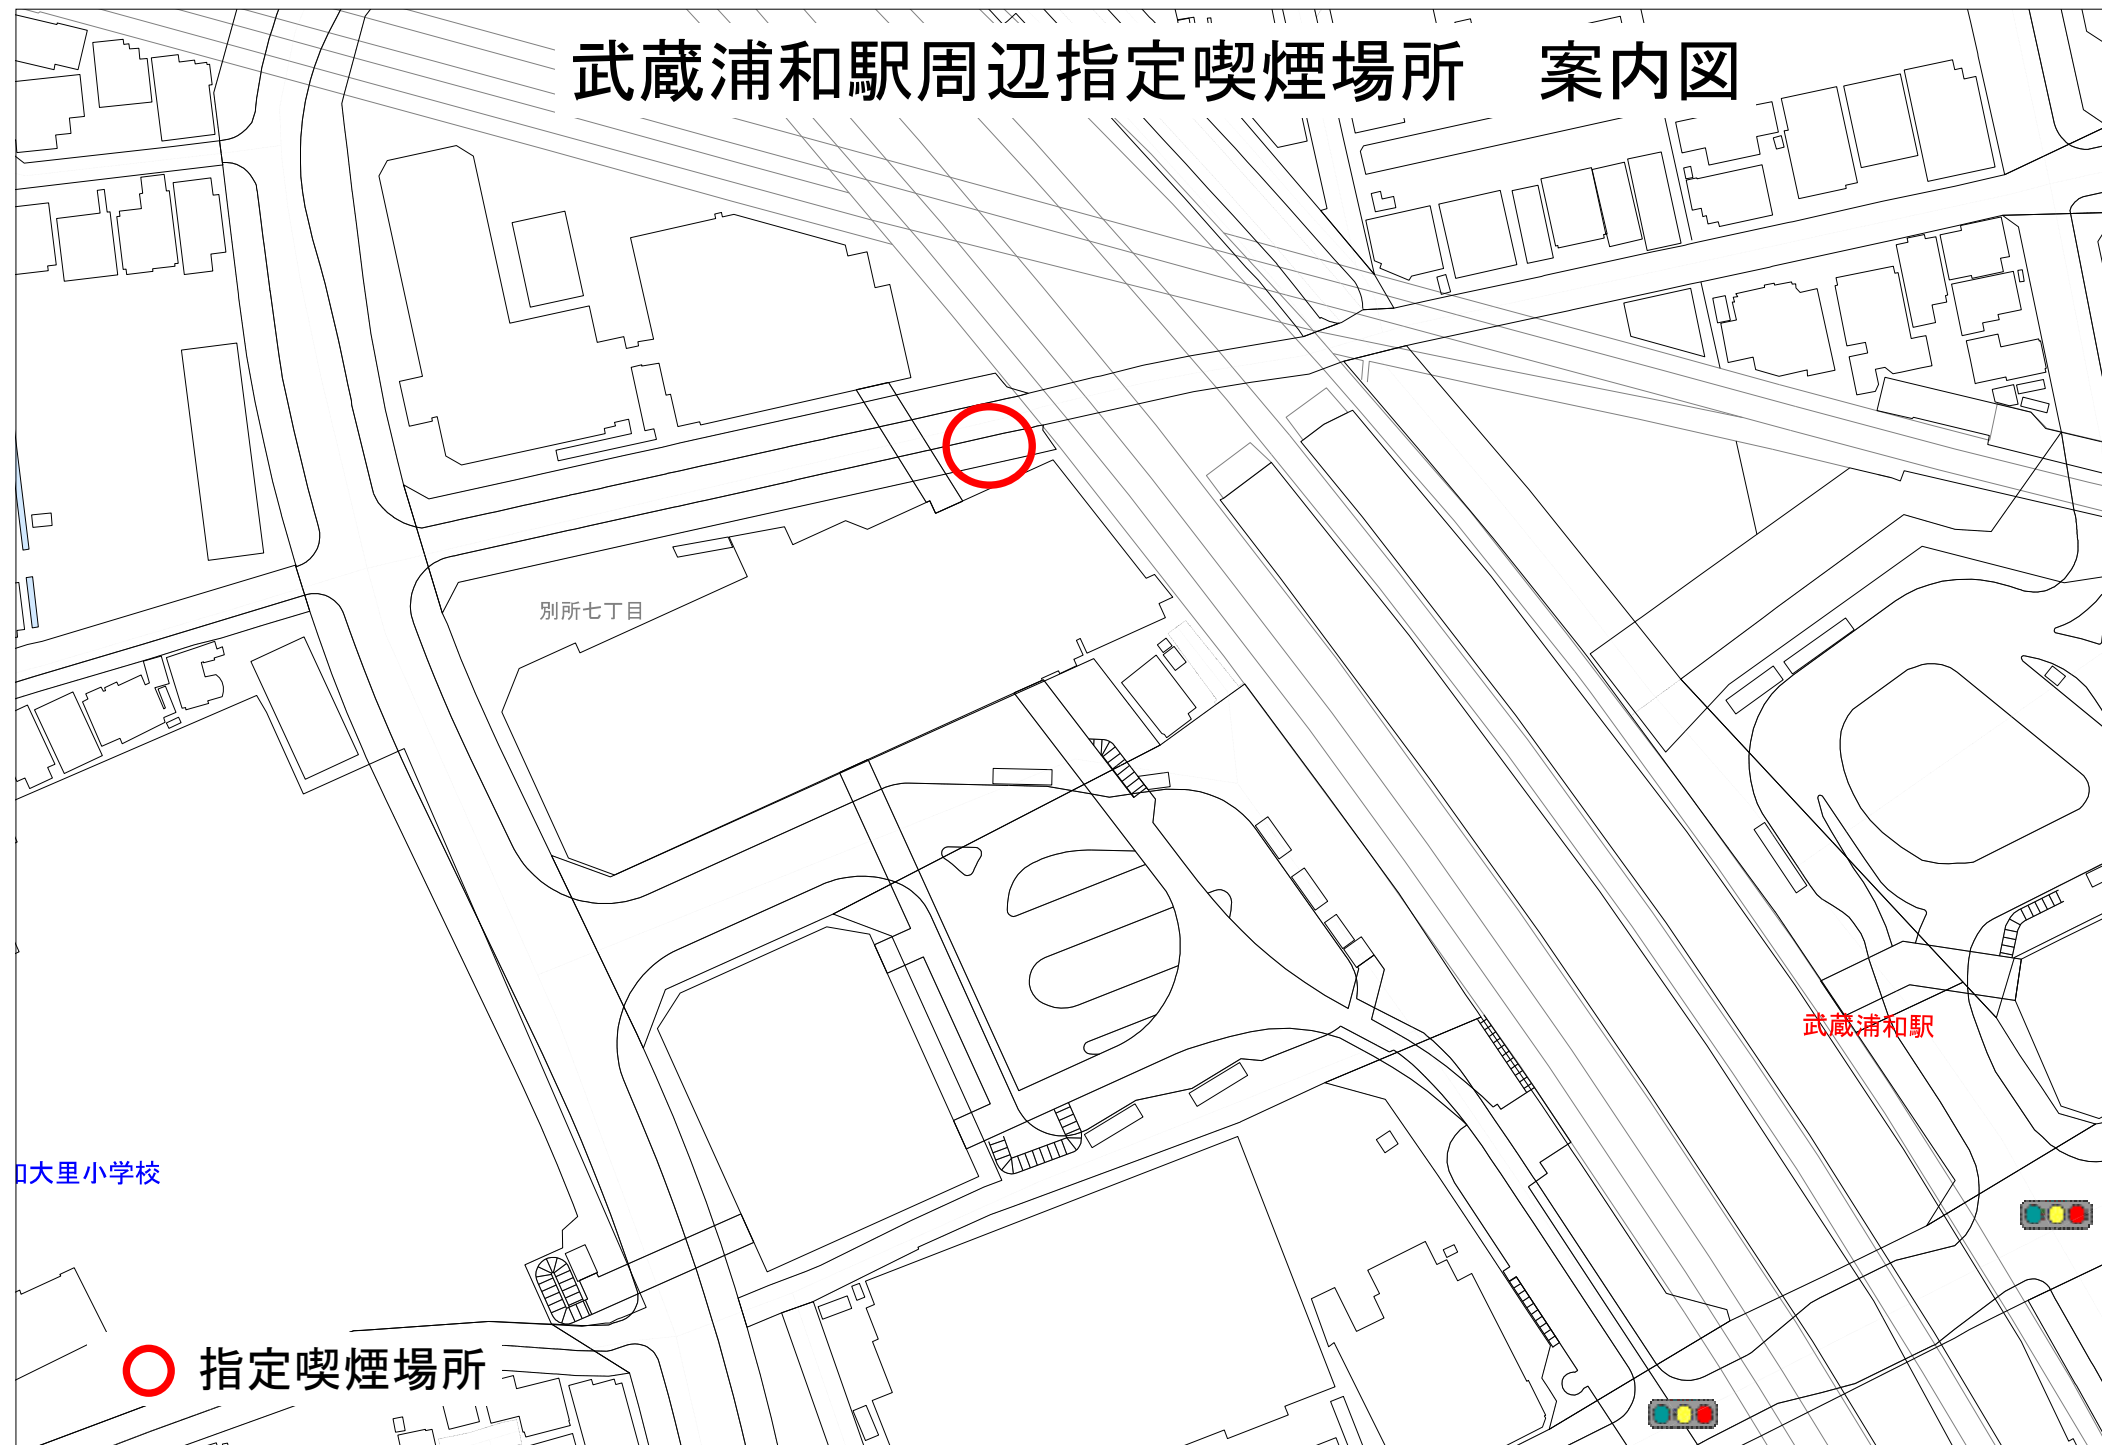 武蔵浦和駅周辺指定喫煙場所　案内図
別所七丁目
武蔵浦和駅
和大里小学校
指定喫煙場所